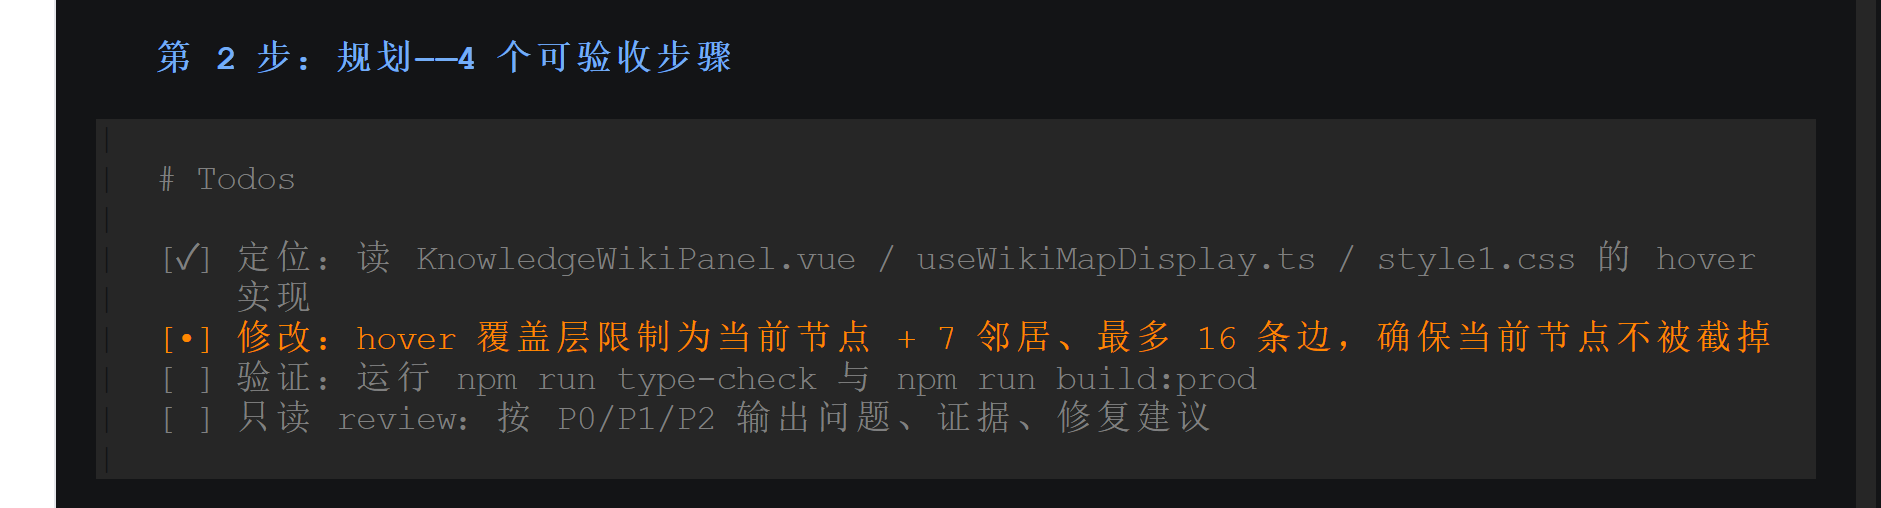 第 2 步：规划——4 个可验收步骤
# Todos
[✓] 定位：读 KnowledgeWikiPanel.vue / useWikiMapDisplay.ts / style1.css 的 hover
实现
[•] 修改：hover 覆盖层限制为当前节点 + 7 邻居、最多 16 条边，确保当前节点不被截掉
[ ] 验证：运行 npm run type-check 与 npm run build:prod
[ ] 只读 review：按 P0/P1/P2 输出问题、证据、修复建议